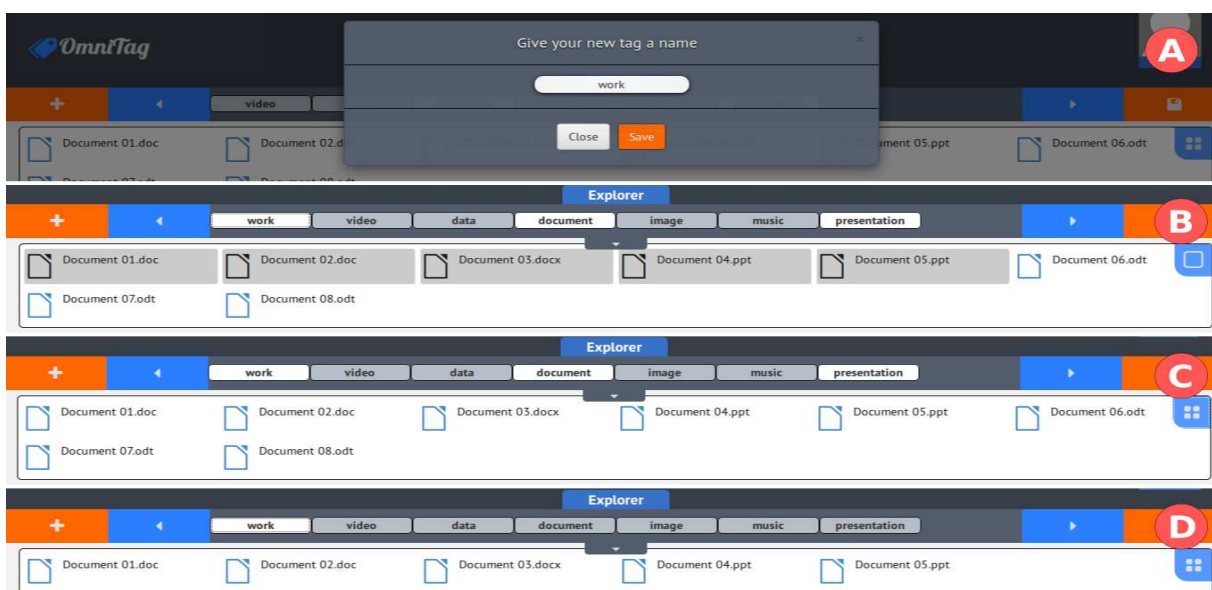 OmniTag
Give your new tag a name
×
A
work
+
video
Close Save
Document 01.doc Document 02.d ument 05.ppt Document 06.odt
Explorer
+ work video data document image music presentation B
Document 01.doc Document 02.doc Document 03.docx Document 04.ppt Document 05.ppt Document 06.odt
Document 07.odt Document 08.odt
Explorer
+ work video data document image music presentation C
Document 01.doc Document 02.doc Document 03.docx Document 04.ppt Document 05.ppt Document 06.odt
Document 07.odt Document 08.odt
Explorer
+ work video data document image music presentation D
Document 01.doc Document 02.doc Document 03.docx Document 04.ppt Document 05.ppt